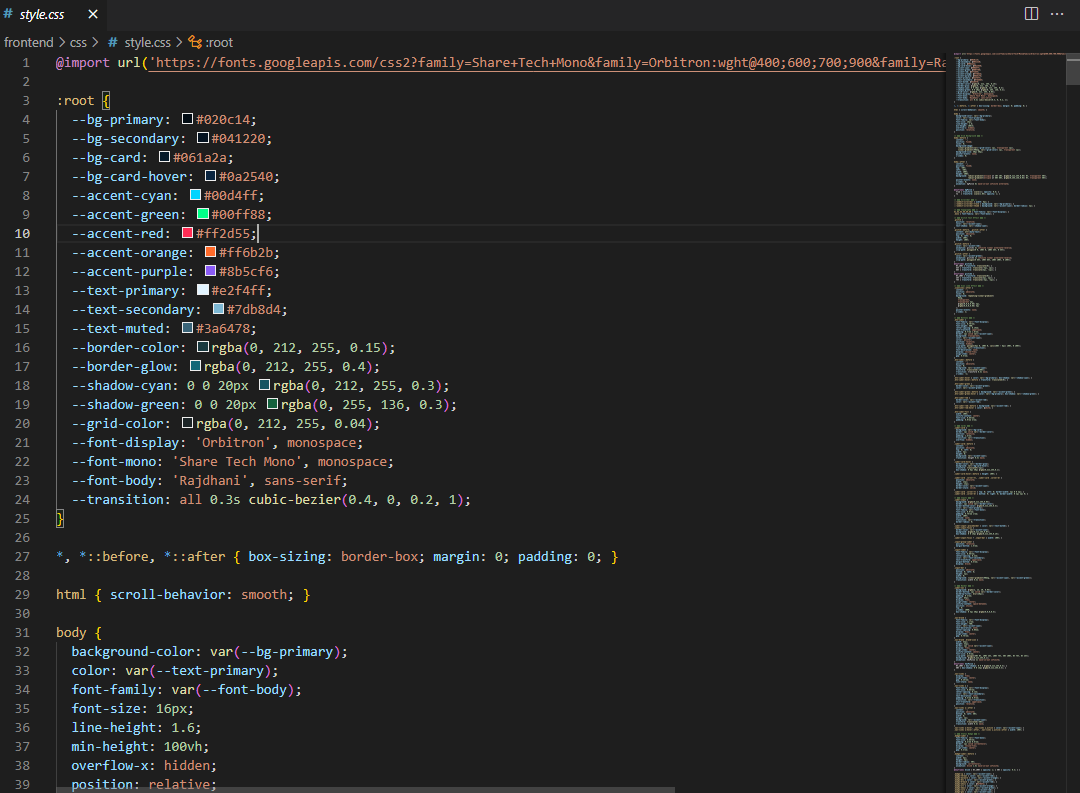 # style.css ×
frontend > css > # style.css > :root
1 @import url('https://fonts.googleapis.com/css2?family=Share+Tech+Mono&family=Orbitron:wght@400;600;700;900&family=Ra
2
3 :root {
4 --bg-primary: #020c14;
5 --bg-secondary: #041220;
6 --bg-card: #061a2a;
7 --bg-card-hover: #0a2540;
8 --accent-cyan: #00d4ff;
9 --accent-green: #00ff88;
10 --accent-red: #ff2d55;
11 --accent-orange: #ff6b2b;
12 --accent-purple: #8b5cf6;
13 --text-primary: #e2f4ff;
14 --text-secondary: #7db8d4;
15 --text-muted: #3a6478;
16 --border-color: rgba(0, 212, 255, 0.15);
17 --border-glow: rgba(0, 212, 255, 0.4);
18 --shadow-cyan: 0 0 20px rgba(0, 212, 255, 0.3);
19 --shadow-green: 0 0 20px rgba(0, 255, 136, 0.3);
20 --grid-color: rgba(0, 212, 255, 0.04);
21 --font-display: 'Orbitron', monospace;
22 --font-mono: 'Share Tech Mono', monospace;
23 --font-body: 'Rajdhani', sans-serif;
24 --transition: all 0.3s cubic-bezier(0.4, 0, 0.2, 1);
25 }
26
27 *, *::before, *::after { box-sizing: border-box; margin: 0; padding: 0; }
28
29 html { scroll-behavior: smooth; }
30
31 body {
32 background-color: var(--bg-primary);
33 color: var(--text-primary);
34 font-family: var(--font-body);
35 font-size: 16px;
36 line-height: 1.6;
37 min-height: 100vh;
38 overflow-x: hidden;
39 position: relative;